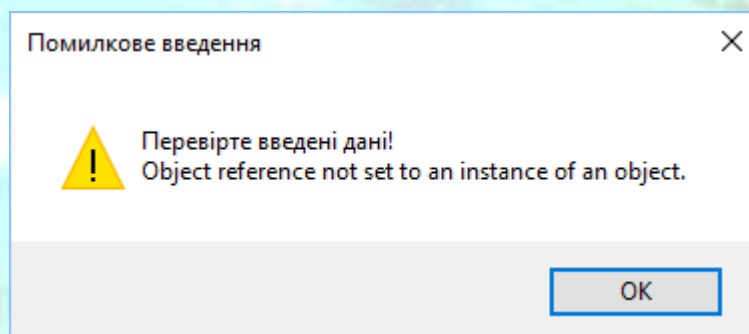 Помилкове введення
Перевірте введені дані!
Object reference not set to an instance of an object.
OK